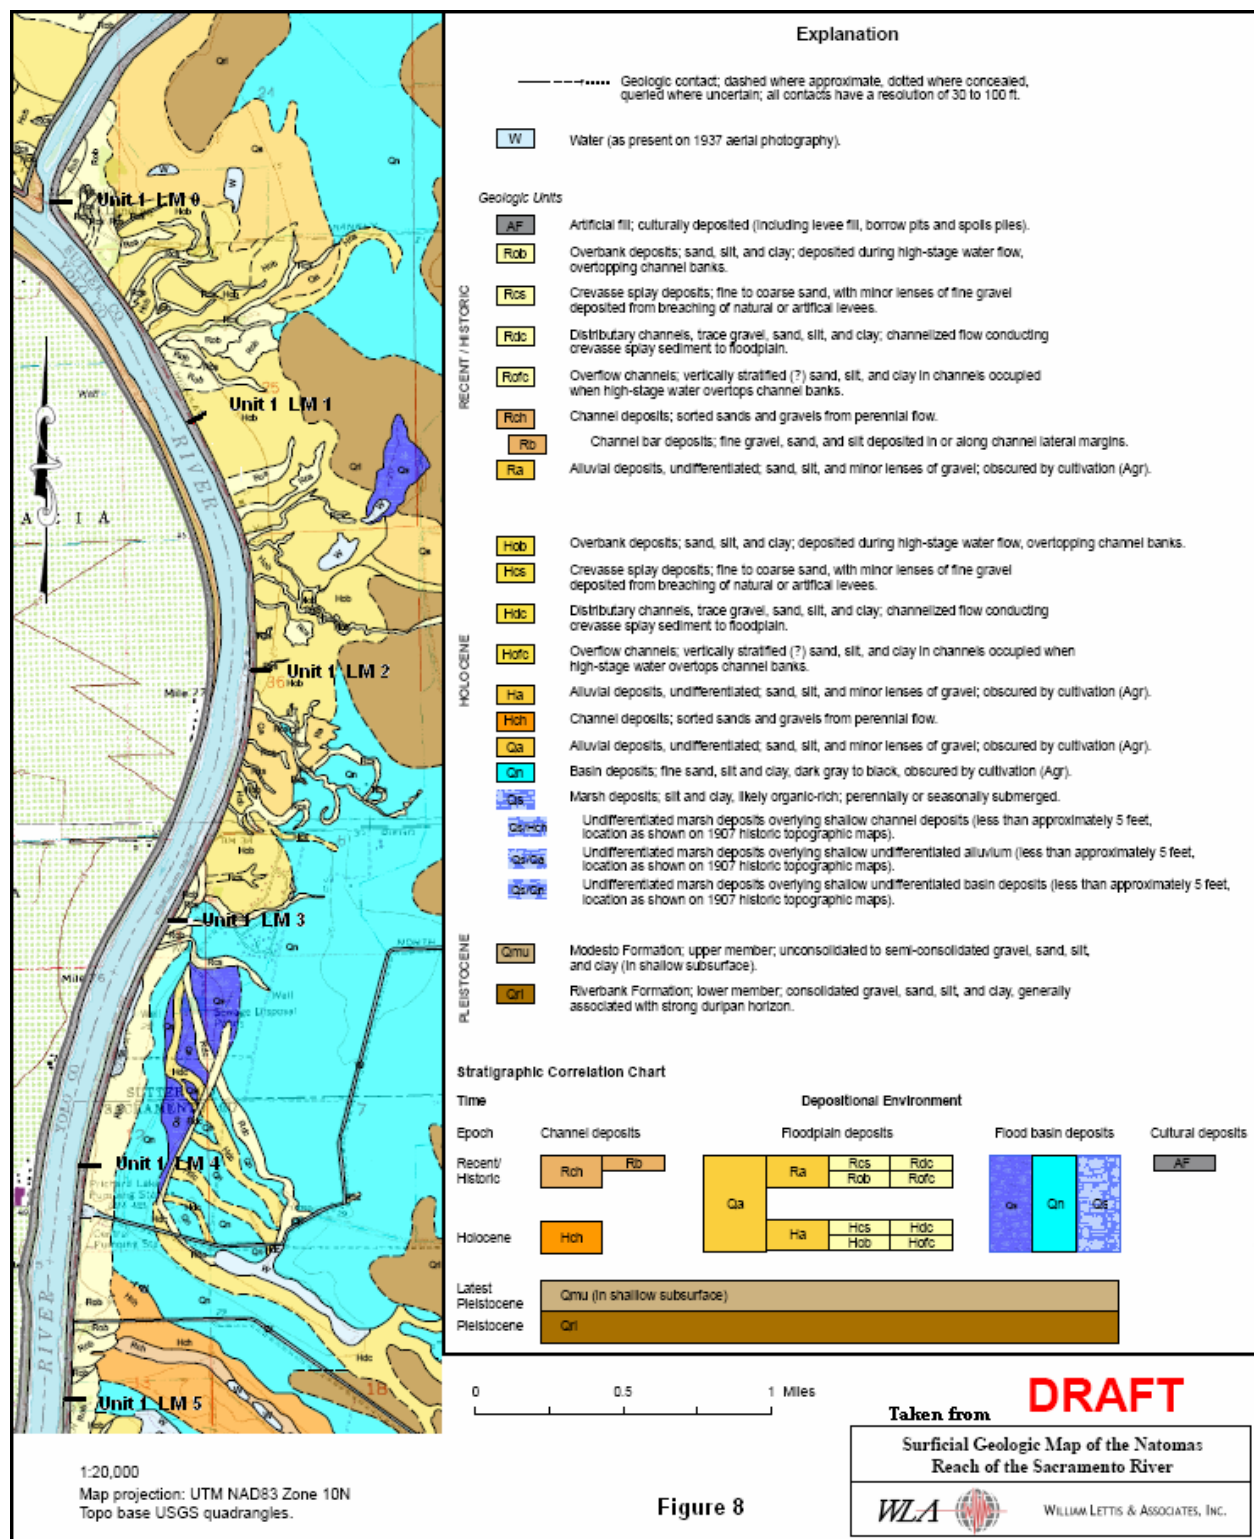 Explanation
Geologic contact; dashed where approximate, dotted where concealed,
queried where uncertain; all contacts have a resolution of 30 to 100 ft.
W
Water (as present on 1937 aerial photography).
Geologic Units
RECENT / HISTORIC
AF
Artificial fill; culturally deposited (including levee fill, borrow pits and spoils piles).
Rob
Overbank deposits; sand, silt, and clay; deposited during high-stage water flow,
overtopping channel banks.
Rcs
Crevasse splay deposits; fine to coarse sand, with minor lenses of fine gravel
deposited from breaching of natural or artifical levees.
Rdc
Distributary channels, trace gravel, sand, silt, and clay; channelized flow conducting
crevasse splay sediment to floodplain.
Rofc
Overflow channels; vertically stratified (?) sand, silt, and clay in channels occupied
when high-stage water overtops channel banks.
Rch
Channel deposits; sorted sands and gravels from perennial flow.
Rb
Channel bar deposits; fine gravel, sand, and silt deposited in or along channel lateral margins.
Ra
Alluvial deposits, undifferentiated; sand, silt, and minor lenses of gravel; obscured by cultivation (Agr).
HOLOCENE
Hob
Overbank deposits; sand, silt, and clay; deposited during high-stage water flow, overtopping channel banks.
Hcs
Crevasse splay deposits; fine to coarse sand, with minor lenses of fine gravel
deposited from breaching of natural or artifical levees.
Hdc
Distributary channels, trace gravel, sand, silt, and clay; channelized flow conducting
crevasse splay sediment to floodplain.
Hofc
Overflow channels; vertically stratified (?) sand, silt, and clay in channels occupied when
high-stage water overtops channel banks.
Ha
Alluvial deposits, undifferentiated; sand, silt, and minor lenses of gravel; obscured by cultivation (Agr).
Hch
Channel deposits; sorted sands and gravels from perennial flow.
Qa
Alluvial deposits, undifferentiated; sand, silt, and minor lenses of gravel; obscured by cultivation (Agr).
Qn
Basin deposits; fine sand, silt and clay, dark gray to black, obscured by cultivation (Agr).
Qs
Marsh deposits; silt and clay, likely organic-rich; perennially or seasonally submerged.
Qs/Hch
Undifferentiated marsh deposits overlying shallow channel deposits (less than approximately 5 feet,
location as shown on 1907 historic topographic maps).
Qs/Qa
Undifferentiated marsh deposits overlying shallow undifferentiated alluvium (less than approximately 5 feet,
location as shown on 1907 historic topographic maps).
Qs/Qn
Undifferentiated marsh deposits overlying shallow undifferentiated basin deposits (less than approximately 5 feet,
location as shown on 1907 historic topographic maps).
PLEISTOCENE
Qmu
Modesto Formation; upper member; unconsolidated to semi-consolidated gravel, sand, silt,
and clay (in shallow subsurface).
Qrl
Riverbank Formation; lower member; consolidated gravel, sand, silt, and clay, generally
associated with strong duripan horizon.
Stratigraphic Correlation Chart
Time
Depositional Environment
Epoch
Channel deposits
Floodplain deposits
Flood basin deposits
Cultural deposits
Recent/
Historic
Rch
Rb
Qa
Ra
Rcs
Rdc
Rob
Rofc
Qs
Qn
Qs
AF
Holocene
Hch
Ha
Hcs
Hdc
Hob
Hofc
Latest
Pleistocene
Qmu (in shallow subsurface)
Pleistocene
Qrl
0
0.5
1 Miles
DRAFT
Taken from
Surficial Geologic Map of the Natomas
Reach of the Sacramento River
WLA
WILLIAM LETTIS & ASSOCIATES, INC.
Figure 8
1:20,000
Map projection: UTM NAD83 Zone 10N
Topo base USGS quadrangles.
Unit 1 LM 0
Unit 1 LM 1
Unit 1 LM 2
Unit 1 LM 3
Unit 1 LM 4
Unit 1 LM 5
SUTTER CO
YOLO CO
RIVER
Mile 27
Mile 76
Well
24
25
36
7
18
YOLO CO
RIVER